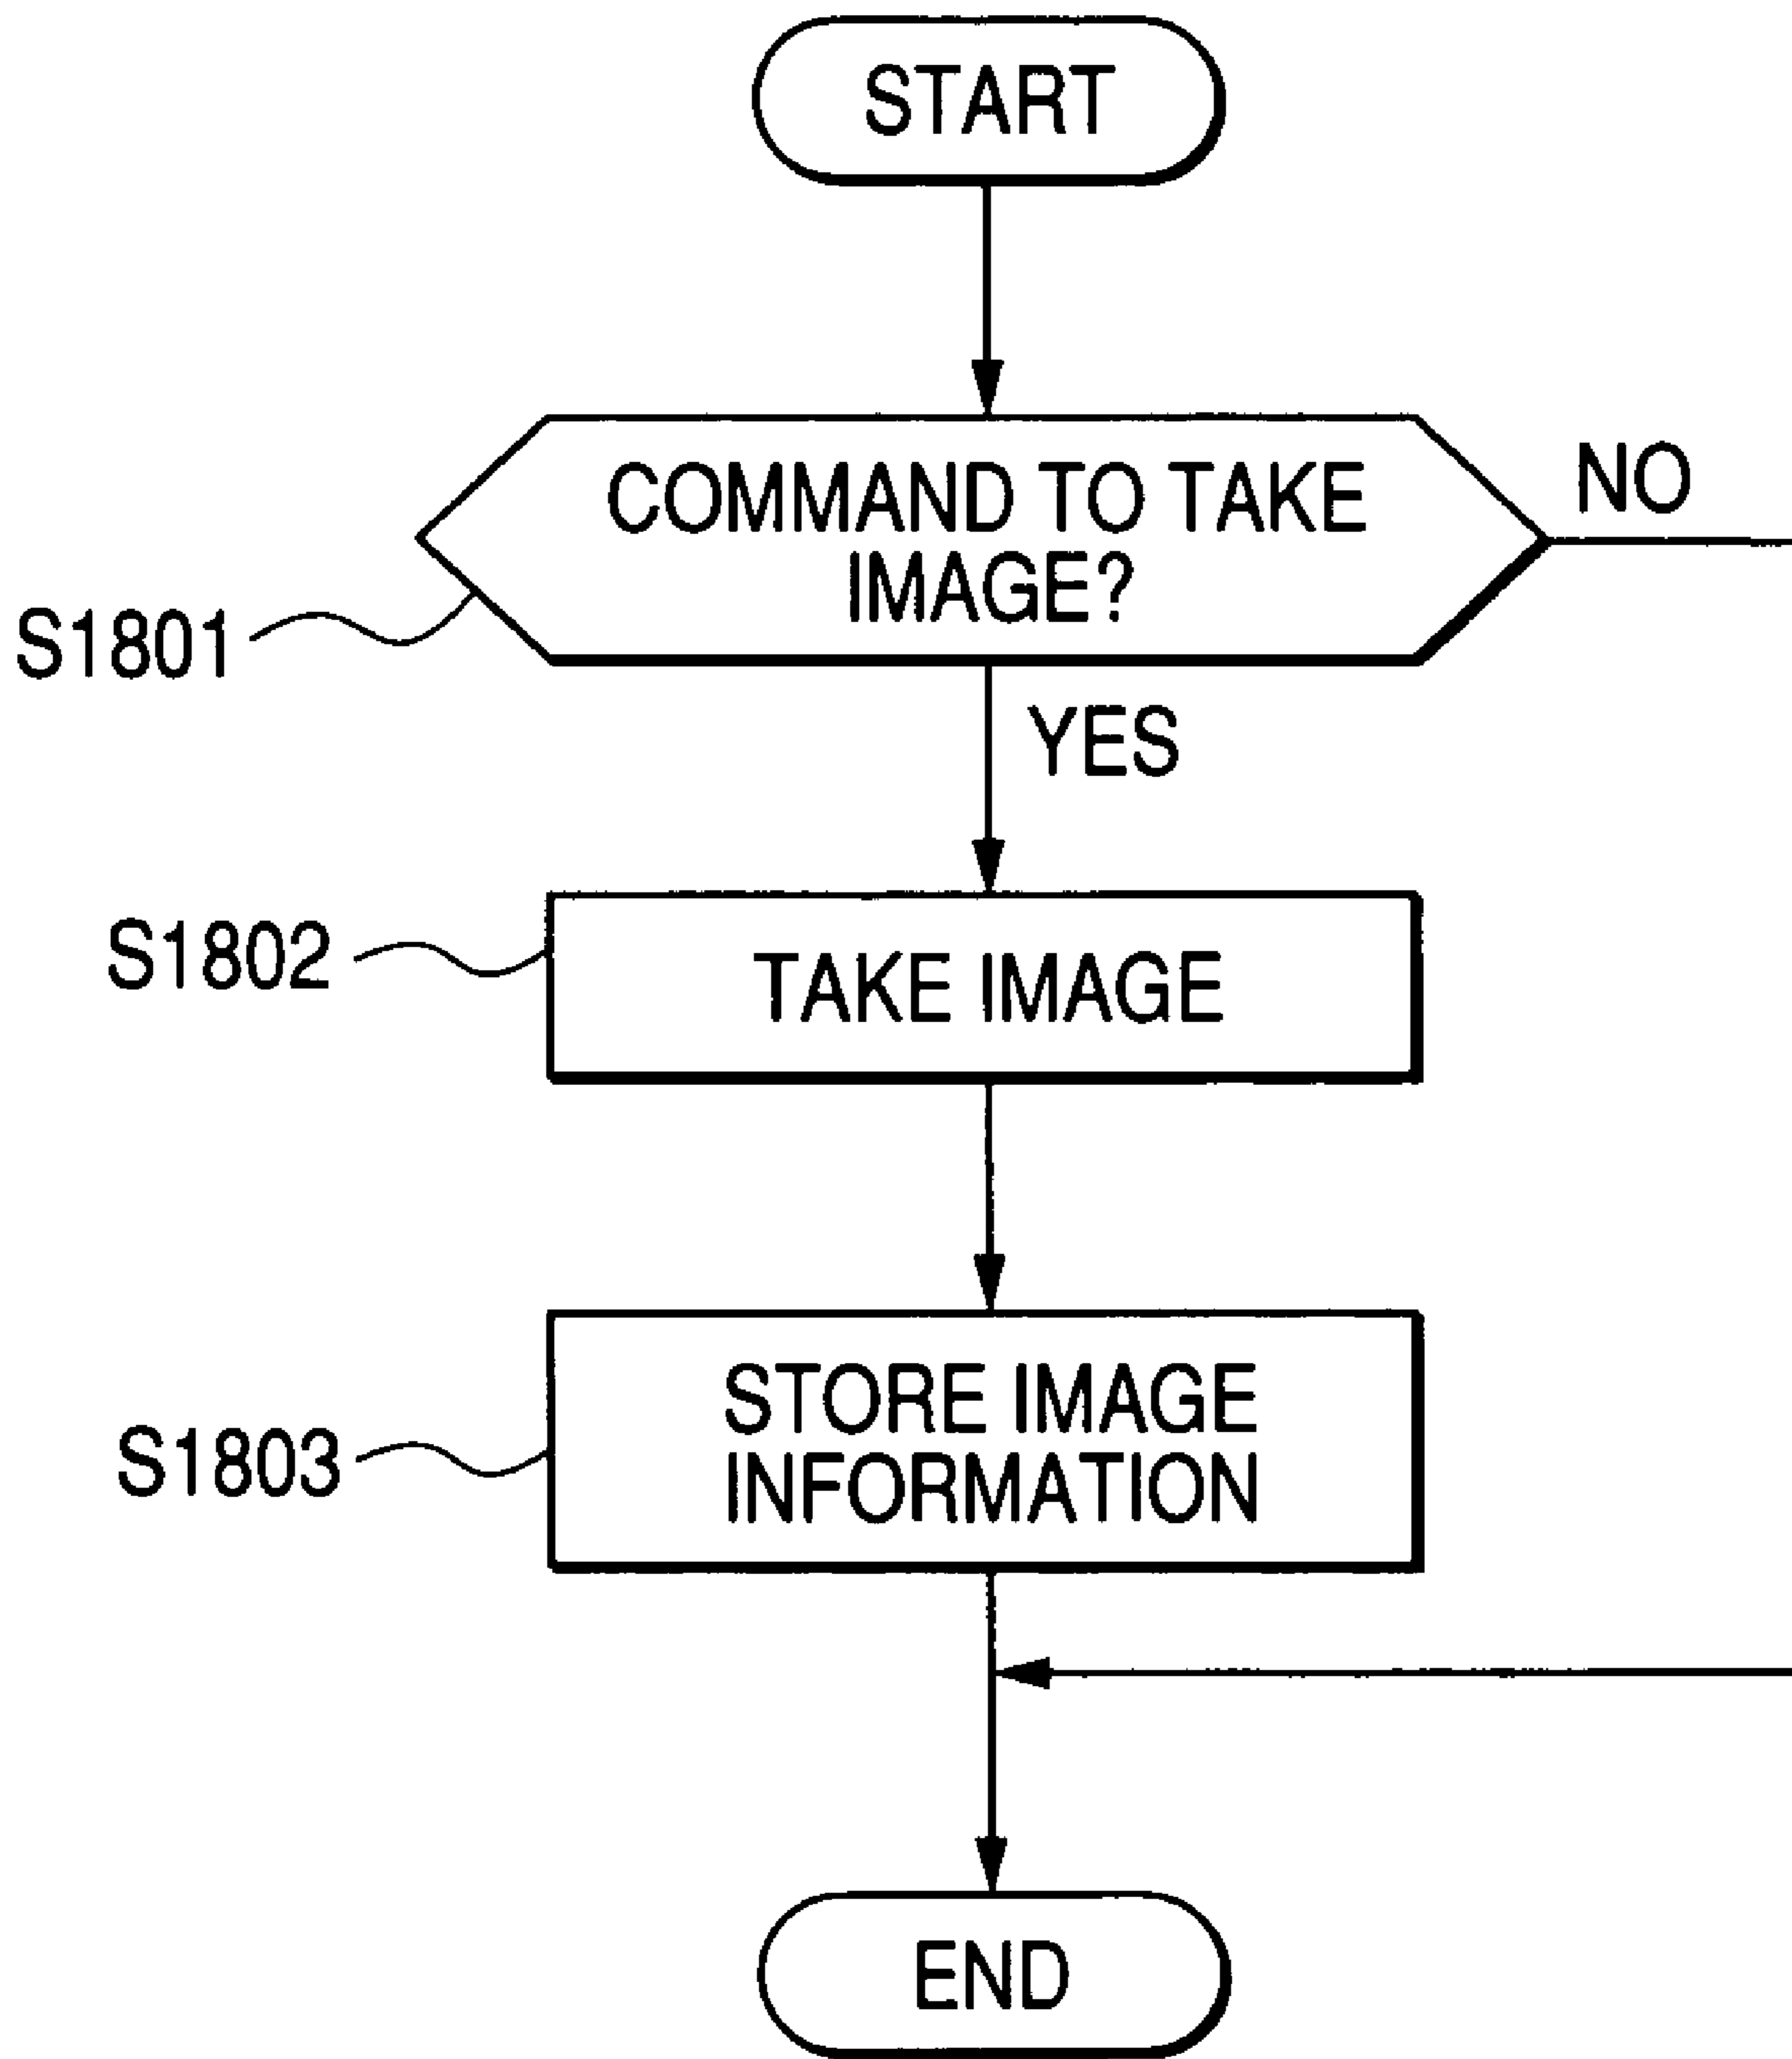 START
COMMAND TO TAKE
IMAGE?
NO
S1801
YES
S1802
TAKE IMAGE
STORE IMAGE
INFORMATION
S1803
END